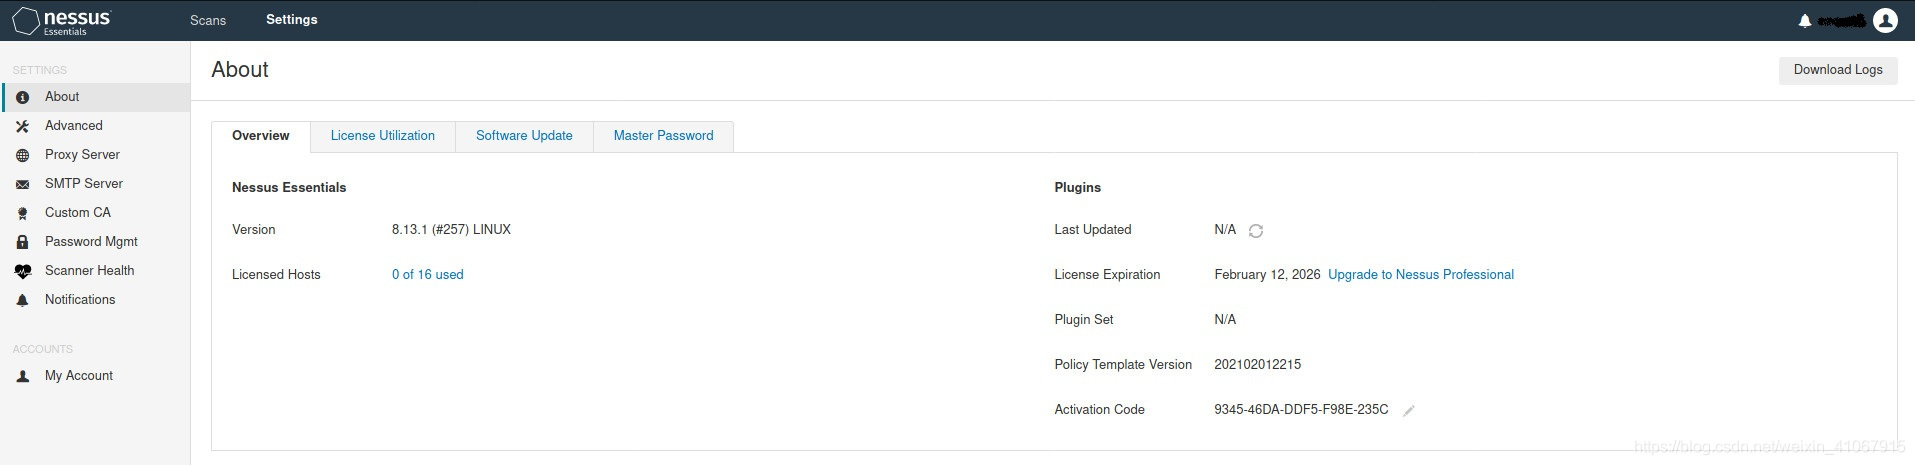 nessus
Essentials
Scans
Settings
SETTINGS
About
Advanced
Proxy Server
SMTP Server
Custom CA
Password Mgmt
Scanner Health
Notifications
ACCOUNTS
My Account
About
Download Logs
Overview
License Utilization
Software Update
Master Password
Nessus Essentials
Version 8.13.1 (#257) LINUX
Licensed Hosts 0 of 16 used
Plugins
Last Updated N/A
License Expiration February 12, 2026 Upgrade to Nessus Professional
Plugin Set N/A
Policy Template Version 202102012215
Activation Code 9345-46DA-DDF5-F98E-235C
https://blog.csdn.net/weixin_41067915